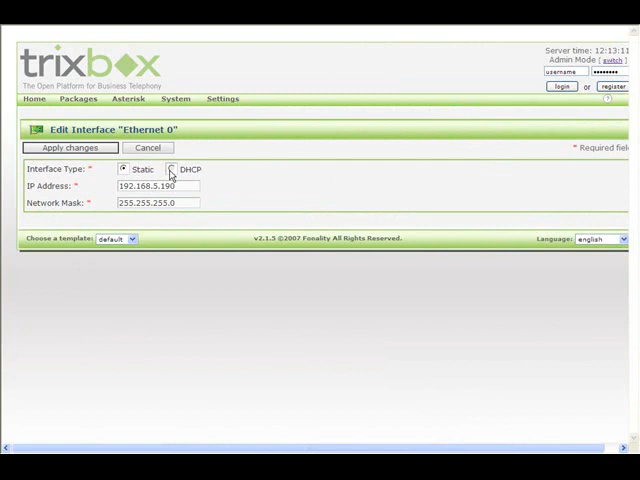 trixbox
The Open Platform for Business Telephony
Server time: 12:13:11
Admin Mode [switch]
username
login or register
Home Packages Asterisk System Settings
?
Edit Interface "Ethernet 0"
Apply changes Cancel
* Required
Interface Type: * Static DHCP
IP Address: * 192.168.5.190
Network Mask: * 255.255.255.0
Choose a template: default v2.1.5 ©2007 Fonality All Rights Reserved. Language: english